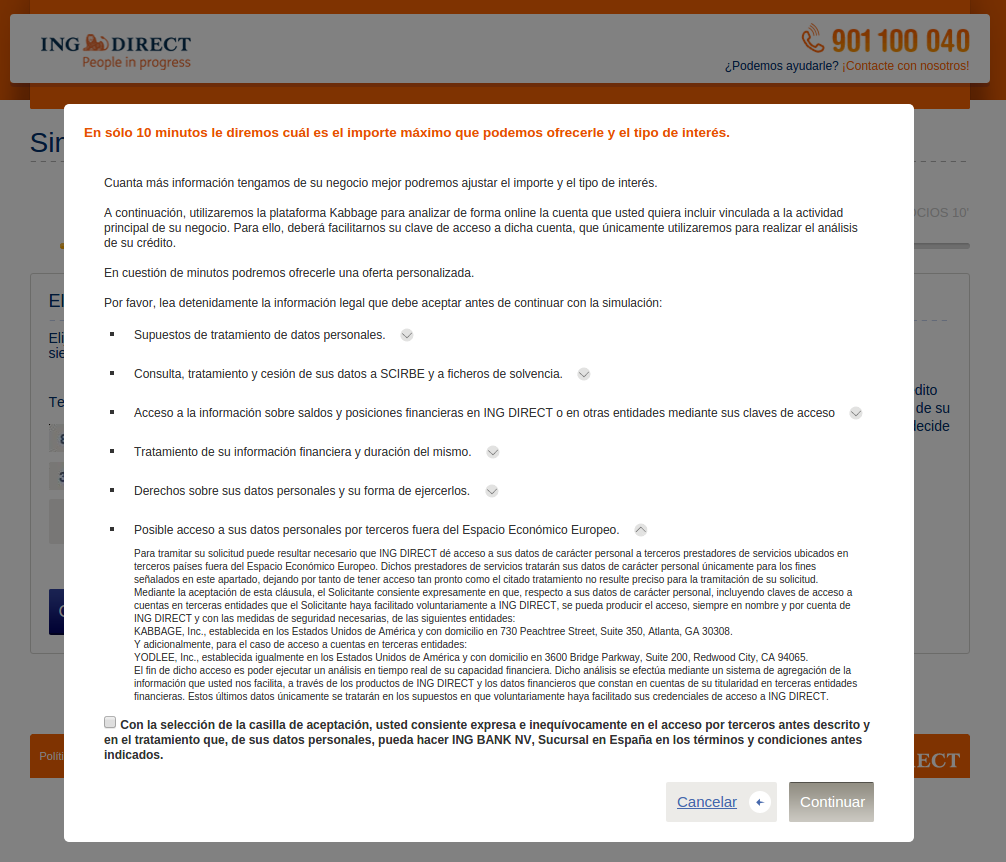 ING DIRECT
People in progress
901 100 040
¿Podemos ayudarle? ¡Contacte con nosotros!
En sólo 10 minutos le diremos cuál es el importe máximo que podemos ofrecerle y el tipo de interés.
Cuanta más información tengamos de su negocio mejor podremos ajustar el importe y el tipo de interés.
A continuación, utilizaremos la plataforma Kabbage para analizar de forma online la cuenta que usted quiera incluir vinculada a la actividad
principal de su negocio. Para ello, deberá facilitarnos su clave de acceso a dicha cuenta, que únicamente utilizaremos para realizar el análisis
de su crédito.
En cuestión de minutos podremos ofrecerle una oferta personalizada.
Por favor, lea detenidamente la información legal que debe aceptar antes de continuar con la simulación:
Supuestos de tratamiento de datos personales.
Consulta, tratamiento y cesión de sus datos a SCIRBE y a ficheros de solvencia.
Acceso a la información sobre saldos y posiciones financieras en ING DIRECT o en otras entidades mediante sus claves de acceso
Tratamiento de su información financiera y duración del mismo.
Derechos sobre sus datos personales y su forma de ejercerlos.
Posible acceso a sus datos personales por terceros fuera del Espacio Económico Europeo.
Para tramitar su solicitud puede resultar necesario que ING DIRECT dé acceso a sus datos de carácter personal a terceros prestadores de servicios ubicados en
terceros países fuera del Espacio Económico Europeo. Dichos prestadores de servicios tratarán sus datos de carácter personal únicamente para los fines
señalados en este apartado, dejando por tanto de tener acceso tan pronto como el citado tratamiento no resulte preciso para la tramitación de su solicitud.
Mediante la aceptación de esta cláusula, el Solicitante consiente expresamente en que, respecto a sus datos de carácter personal, incluyendo claves de acceso a
cuentas en terceras entidades que el Solicitante haya facilitado voluntariamente a ING DIRECT, se pueda producir el acceso, siempre en nombre y por cuenta de
ING DIRECT y con las medidas de seguridad necesarias, de las siguientes entidades:
KABBAGE, Inc., establecida en los Estados Unidos de América y con domicilio en 730 Peachtree Street, Suite 350, Atlanta, GA 30308.
Y adicionalmente, para el caso de acceso a cuentas en terceras entidades:
YODLEE, Inc., establecida igualmente en los Estados Unidos de América y con domicilio en 3600 Bridge Parkway, Suite 200, Redwood City, CA 94065.
El fin de dicho acceso es poder ejecutar un análisis en tiempo real de su capacidad financiera. Dicho análisis se efectúa mediante un sistema de agregación de la
información que usted nos facilita, a través de los productos de ING DIRECT y los datos financieros que constan en cuentas de su titularidad en terceras entidades
financieras. Estos últimos datos únicamente se tratarán en los supuestos en que voluntariamente haya facilitado sus credenciales de acceso a ING DIRECT.
Con la selección de la casilla de aceptación, usted consiente expresa e inequívocamente en el acceso por terceros antes descrito y
en el tratamiento que, de sus datos personales, pueda hacer ING BANK NV, Sucursal en España en los términos y condiciones antes
indicados.
Cancelar
Continuar